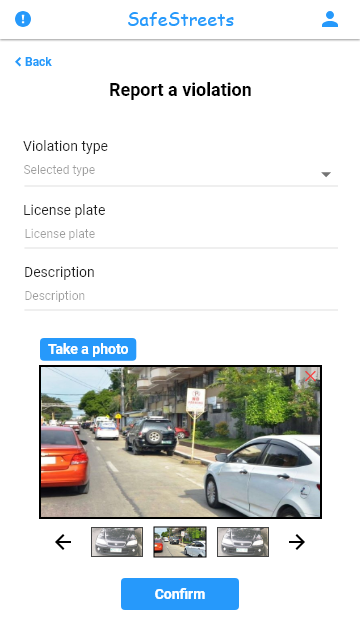 SafeStreets
Back
Report a violation
Violation type
Selected type
License plate
License plate
Description
Description
Take a photo
Confirm